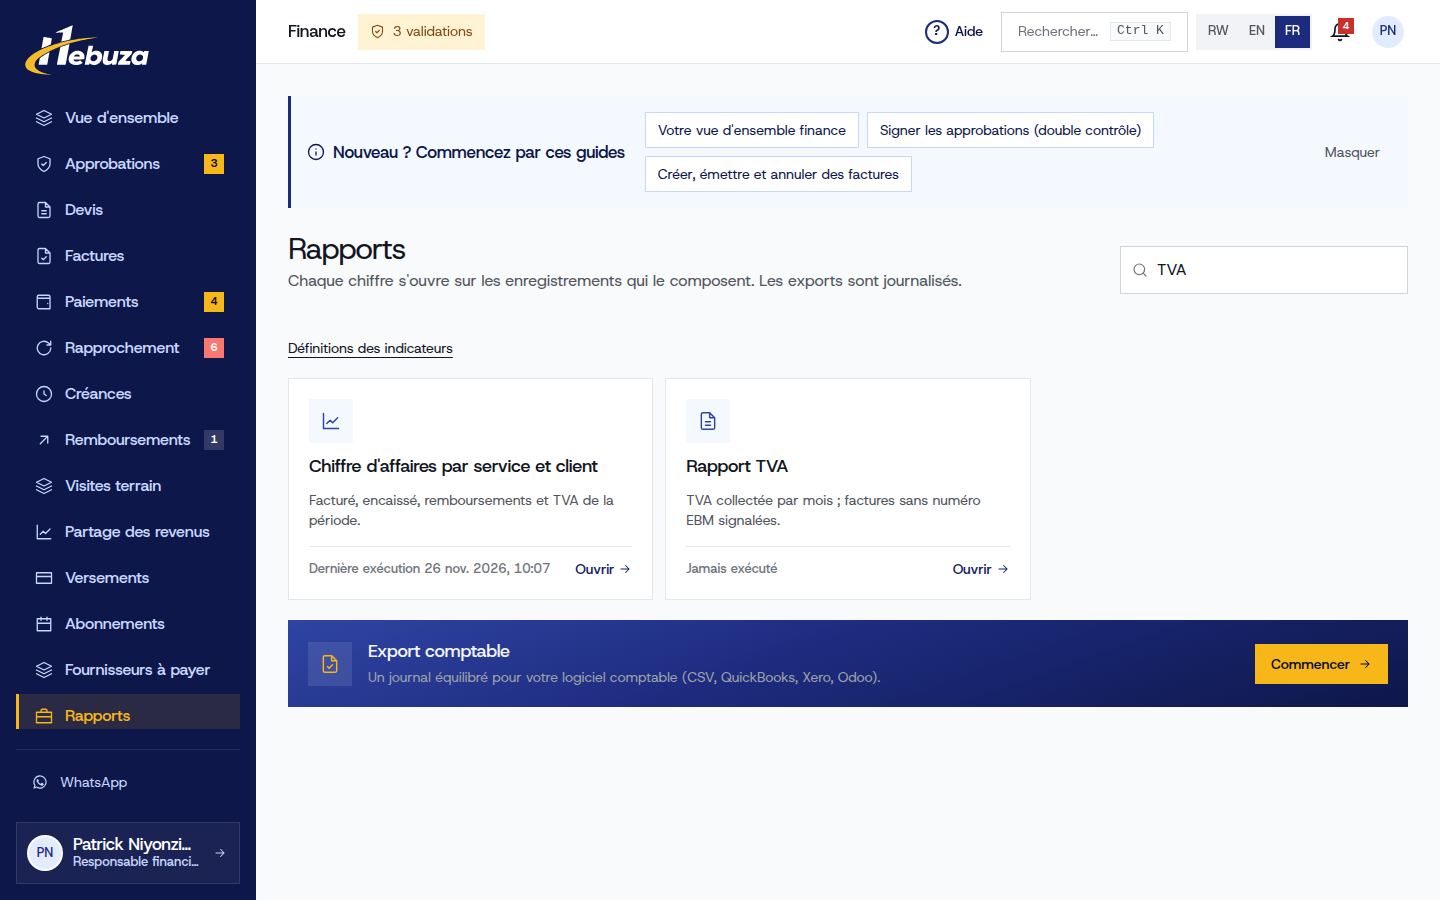 Hebuza
Vue d'ensemble
Approbations 3
Devis
Factures
Paiements 4
Rapprochement 6
Créances
Remboursements 1
Visites terrain
Partage des revenus
Versements
Abonnements
Fournisseurs à payer
Rapports
WhatsApp
PN
Patrick Niyonzi...
Responsable financi...
Finance
3 validations
? Aide
Rechercher... Ctrl K
RW EN FR
4
PN
Nouveau ? Commencez par ces guides
Votre vue d'ensemble finance
Signer les approbations (double contrôle)
Créer, émettre et annuler des factures
Masquer
Rapports
Chaque chiffre s'ouvre sur les enregistrements qui le composent. Les exports sont journalisés.
TVA
Définitions des indicateurs
Chiffre d'affaires par service et client
Facturé, encaissé, remboursements et TVA de la
période.
Dernière exécution 26 nov. 2026, 10:07
Ouvrir →
Rapport TVA
TVA collectée par mois ; factures sans numéro
EBM signalées.
Jamais exécuté
Ouvrir →
Export comptable
Un journal équilibré pour votre logiciel comptable (CSV, QuickBooks, Xero, Odoo).
Commencer →